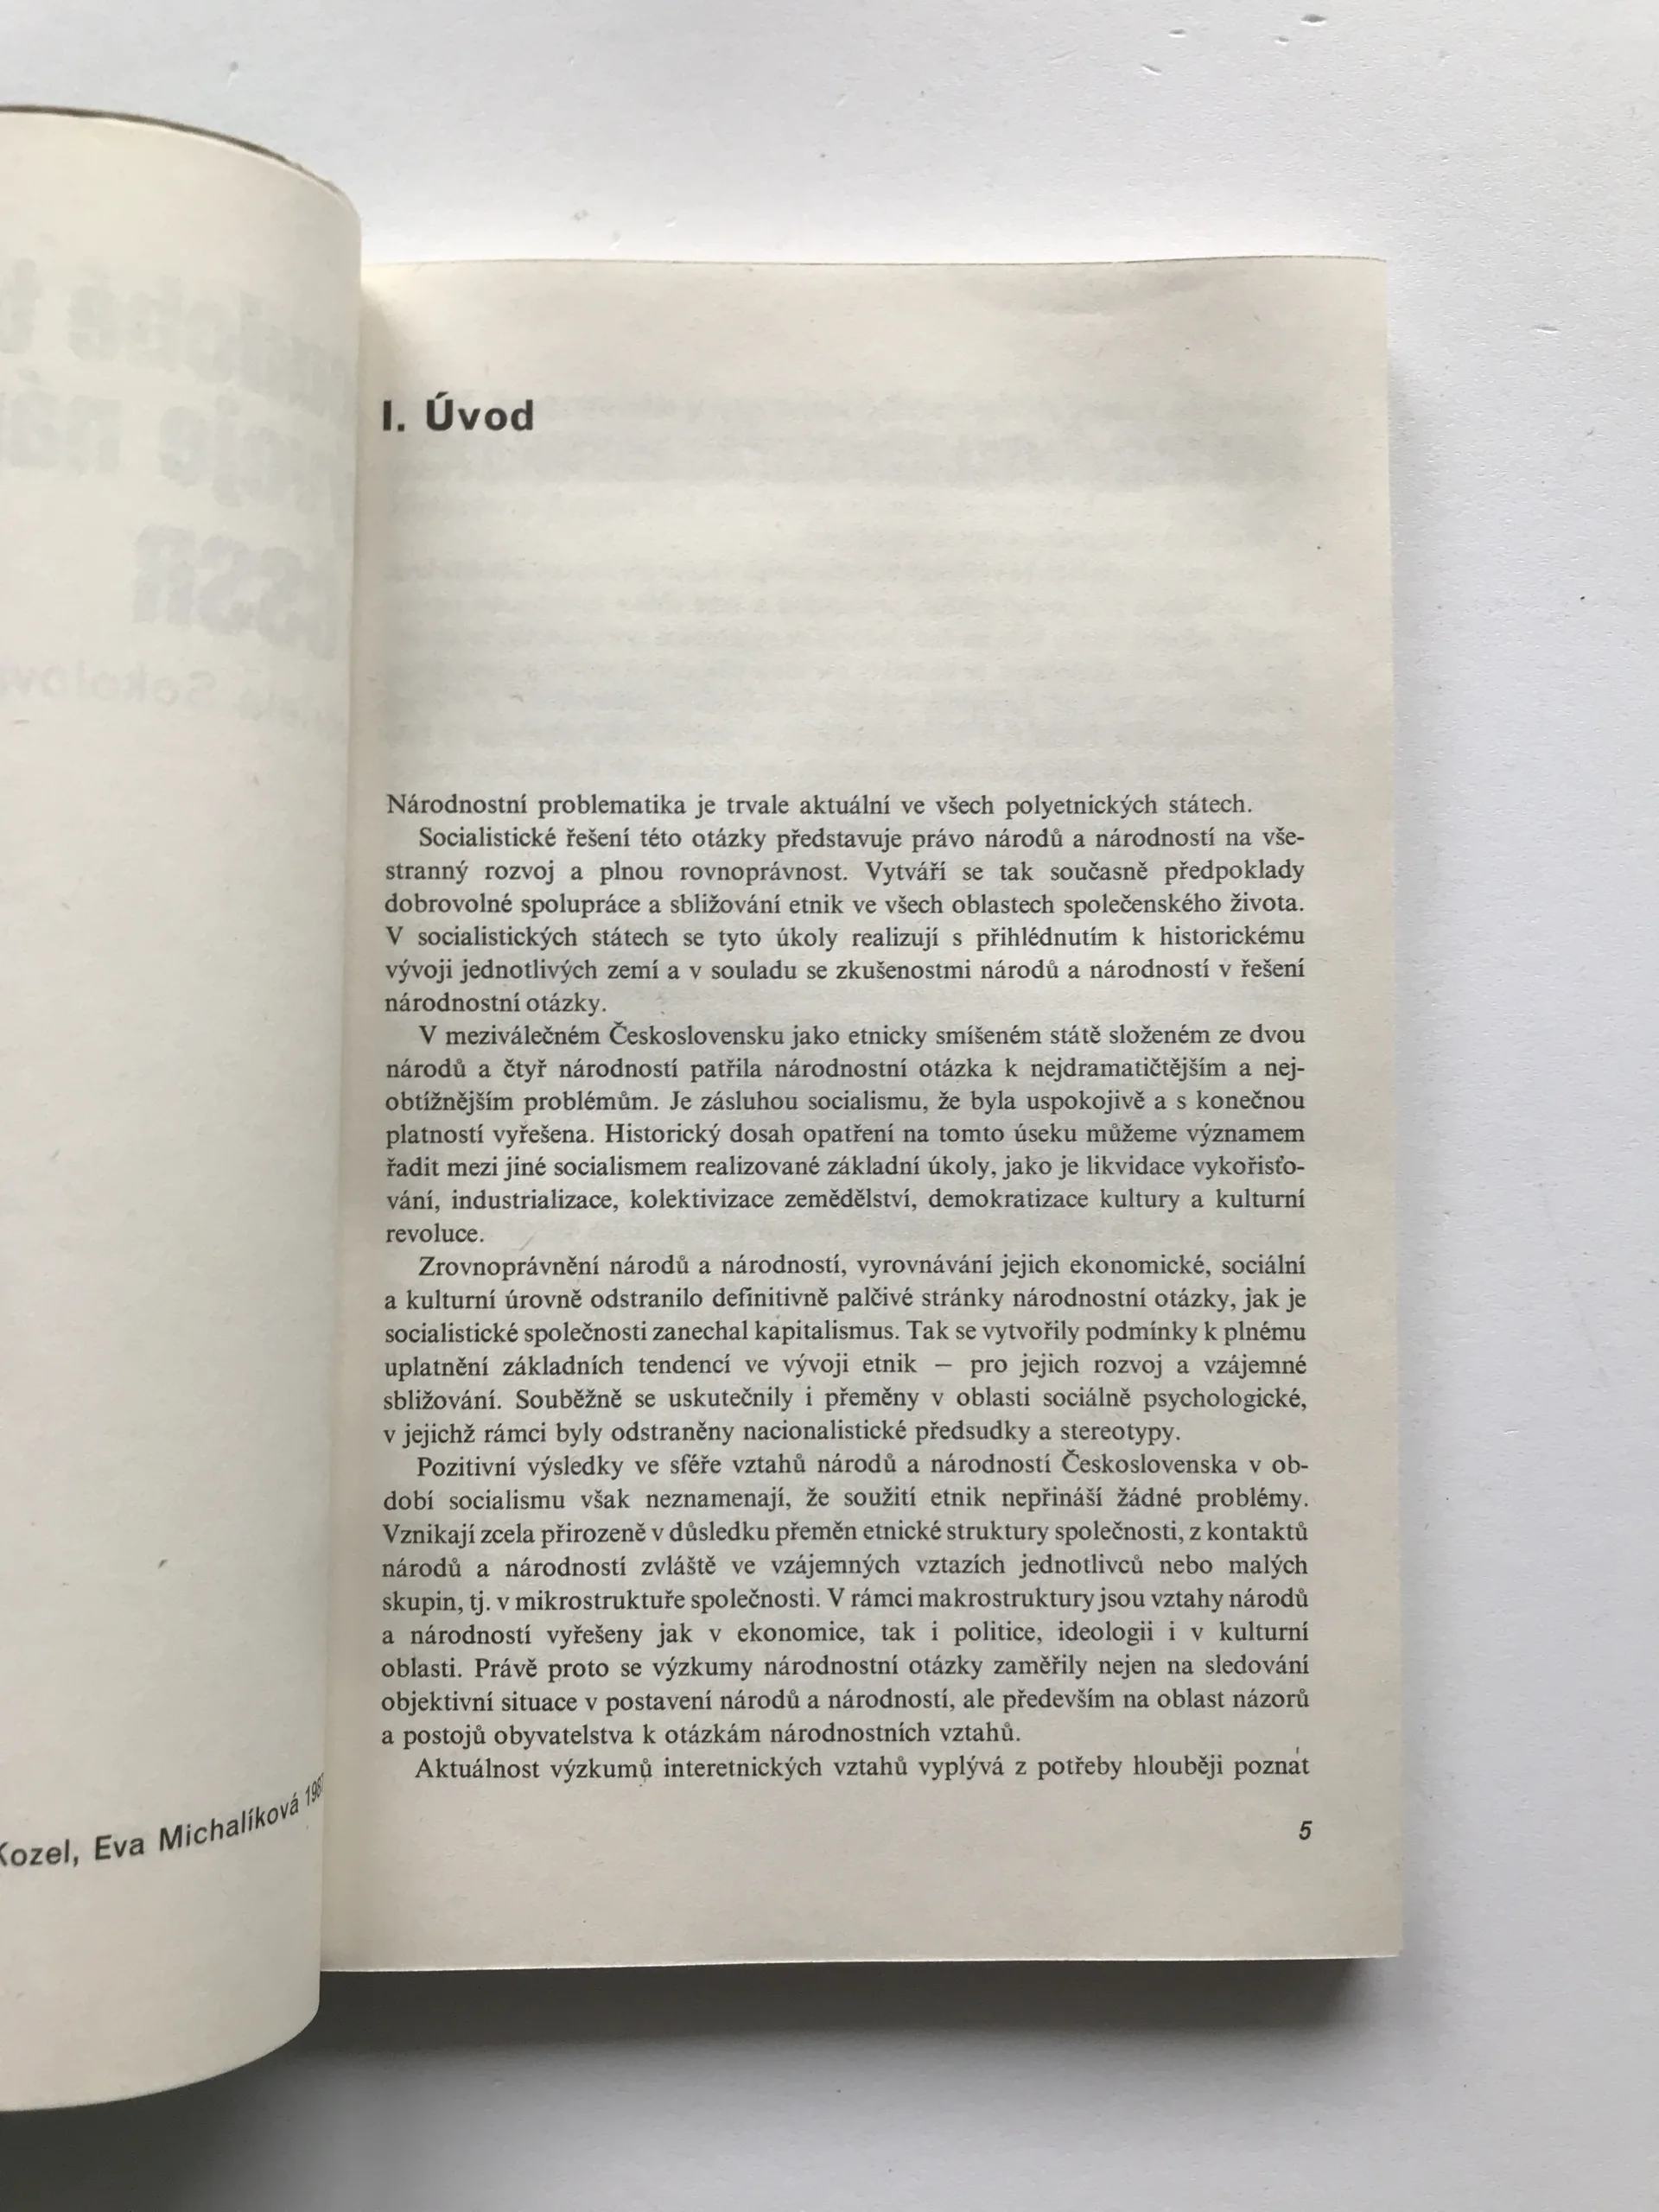 Kozel, Eva Michalíková
I. Úvod
Národnostní problematika je trvale aktuální ve všech polyetnických státech.
Socialistické řešení této otázky představuje právo národů a národností na vše-
stranný rozvoj a plnou rovnoprávnost. Vytváří se tak současně předpoklady
dobrovolné spolupráce a sbližování etnik ve všech oblastech společenského života.
V socialistických státech se tyto úkoly realizují s přihlédnutím k historickému
vývoji jednotlivých zemí a v souladu se zkušenostmi národů a národností v řešení
národnostní otázky.
V meziválečném Československu jako etnicky smíšeném státě složeném ze dvou
národů a čtyř národností patřila národnostní otázka k nejdramatičtějším a nej-
obtížnějším problémům. Je zásluhou socialismu, že byla uspokojivě a s konečnou
platností vyřešena. Historický dosah opatření na tomto úseku můžeme významem
řadit mezi jiné socialismem realizované základní úkoly, jako je likvidace vykořisťo-
vání, industrializace, kolektivizace zemědělství, demokratizace kultury a kulturní
revoluce.
Zrovnoprávnění národů a národností, vyrovnávání jejich ekonomické, sociální
a kulturní úrovně odstranilo definitivně palčivé stránky národnostní otázky, jak je
socialistické společnosti zanechal kapitalismus. Tak se vytvořily podmínky k plnému
uplatnění základních tendencí ve vývoji etnik — pro jejich rozvoj a vzájemné
sbližování. Souběžně se uskutečnily i přeměny v oblasti sociálně psychologické,
v jejichž rámci byly odstraněny nacionalistické předsudky a stereotypy.
Pozitivní výsledky ve sféře vztahů národů a národností Československa v ob-
dobí socialismu však neznamenají, že soužití etnik nepřináší žádné problémy.
Vznikají zcela přirozeně v důsledku přeměn etnické struktury společnosti, z kontaktů
národů a národností zvláště ve vzájemných vztazích jednotlivců nebo malých
skupin, tj. v mikrostruktuře společnosti. V rámci makrostruktury jsou vztahy národů
a národností vyřešeny jak v ekonomice, tak i politice, ideologii i v kulturní
oblasti. Právě proto se výzkumy národnostní otázky zaměřily nejen na sledování
objektivní situace v postavení národů a národností, ale především na oblast názorů
a postojů obyvatelstva k otázkám národnostních vztahů.
Aktuálnost výzkumů interetnických vztahů vyplývá z potřeby hlouběji poznat
5